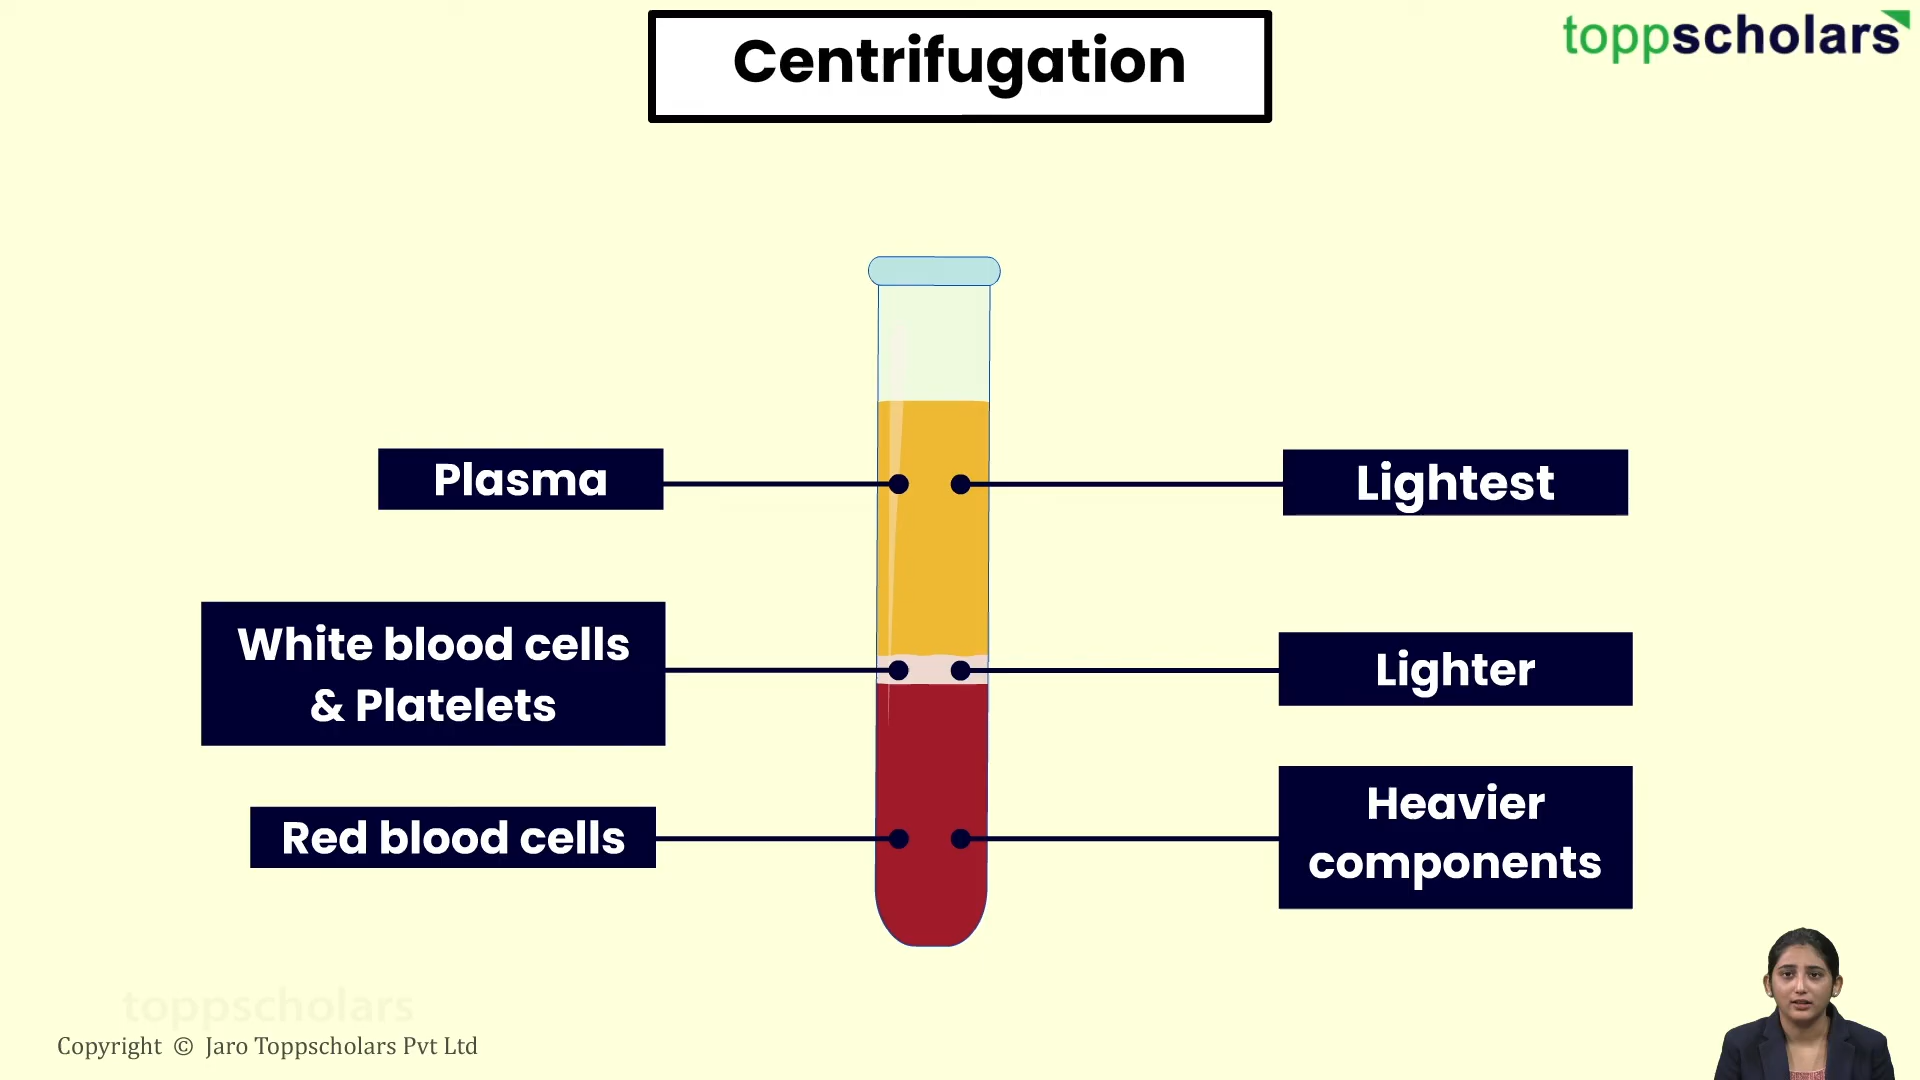 Centrifugation
toppscholars
Plasma
Lightest
White blood cells
& Platelets
Lighter
Red blood cells
Heavier
components
toppscholars
Copyright © Jaro Toppscholars Pvt Ltd